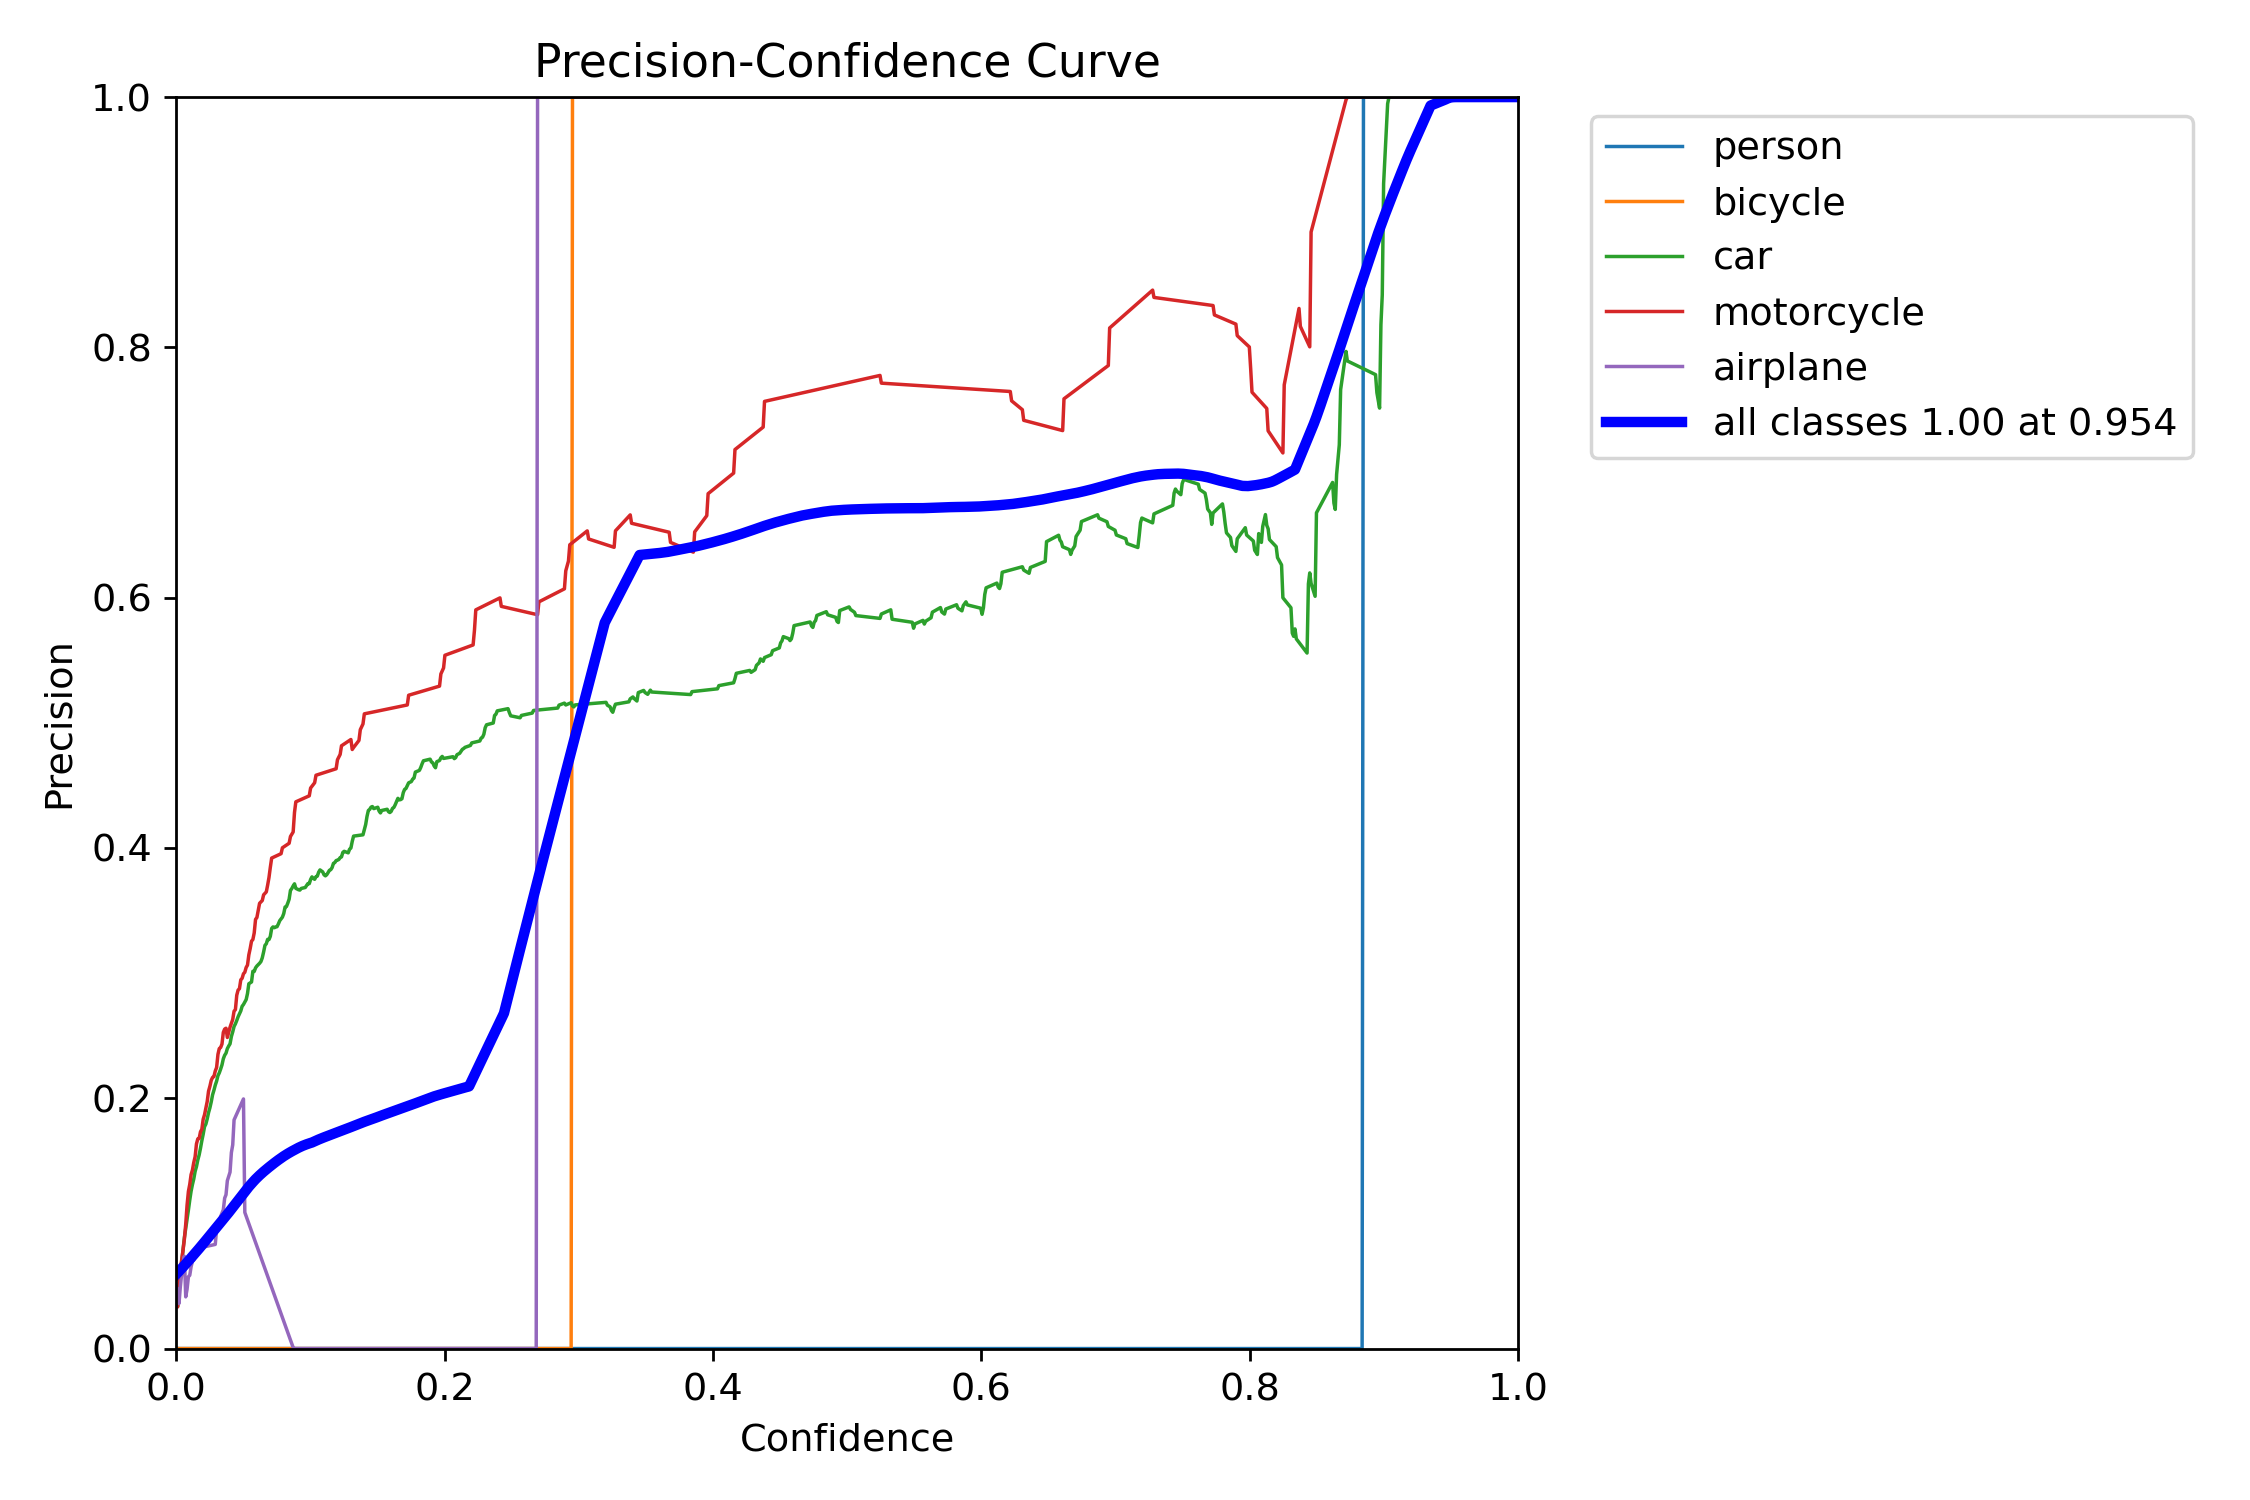 Precision-Confidence Curve
1.0
0.8
0.6
0.4
0.2
0.0
Precision
0.0 0.2 0.4 0.6 0.8 1.0
Confidence
person
bicycle
car
motorcycle
airplane
all classes 1.00 at 0.954